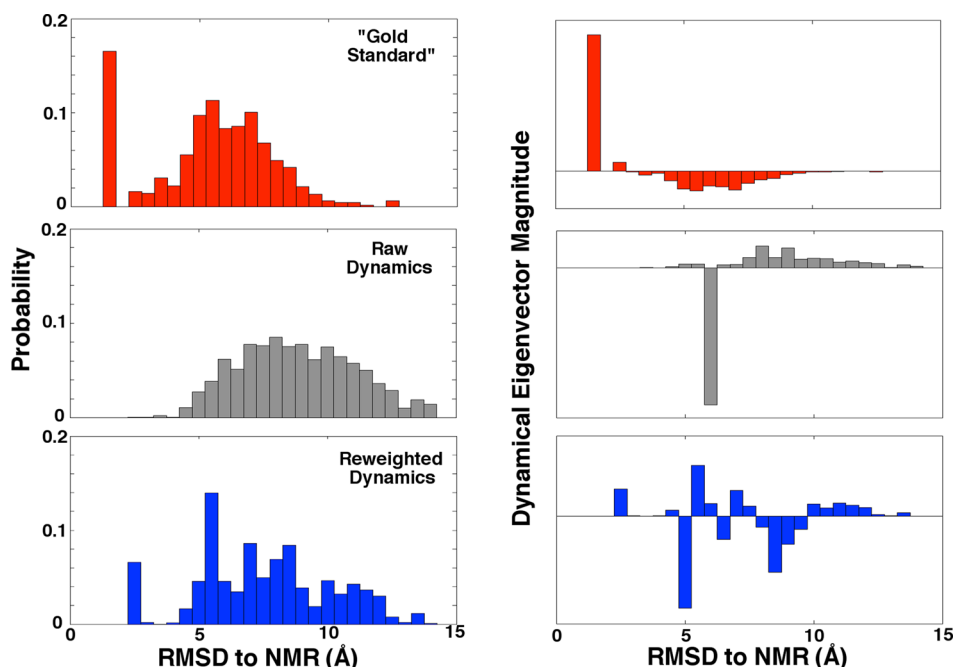 0.2
"Gold
Standard"
0.1
0
0.2
Raw
Dynamics
0.1
0
0.2
Reweighted
Dynamics
0.1
0
0 5 10 15
RMSD to NMR (Å)
Probability
Dynamical Eigenvector Magnitude
0 5 10 15
RMSD to NMR (Å)